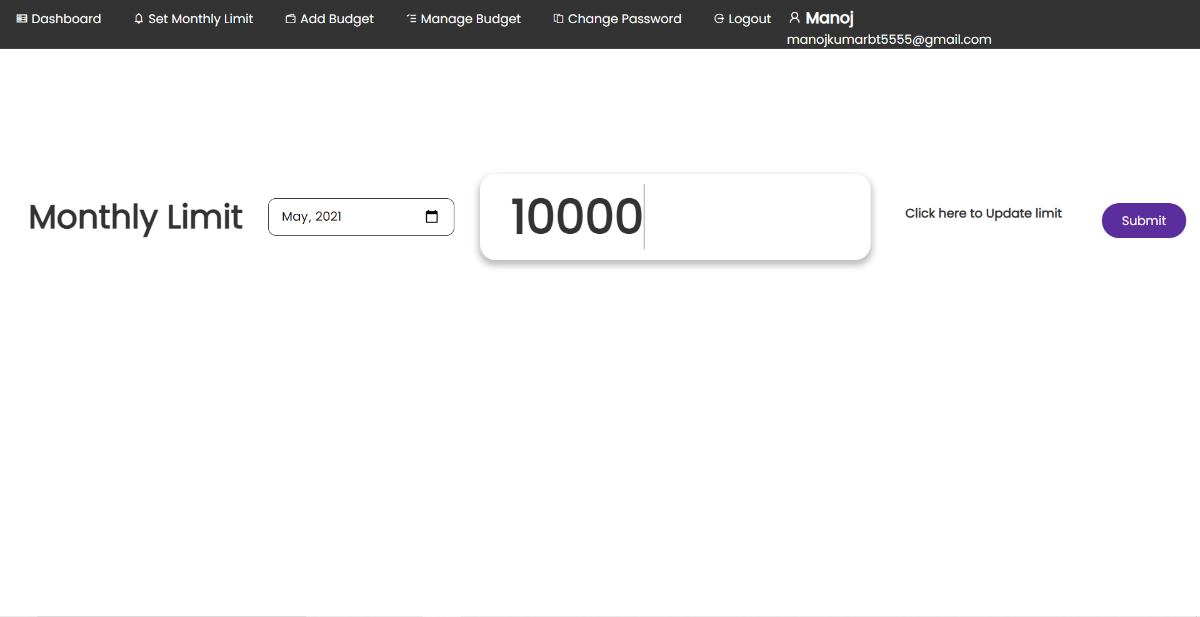 Dashboard Set Monthly Limit Add Budget Manage Budget Change Password Logout Manoj
manojkumarbt5555@gmail.com
Monthly Limit May, 2021 10000 Click here to Update limit Submit